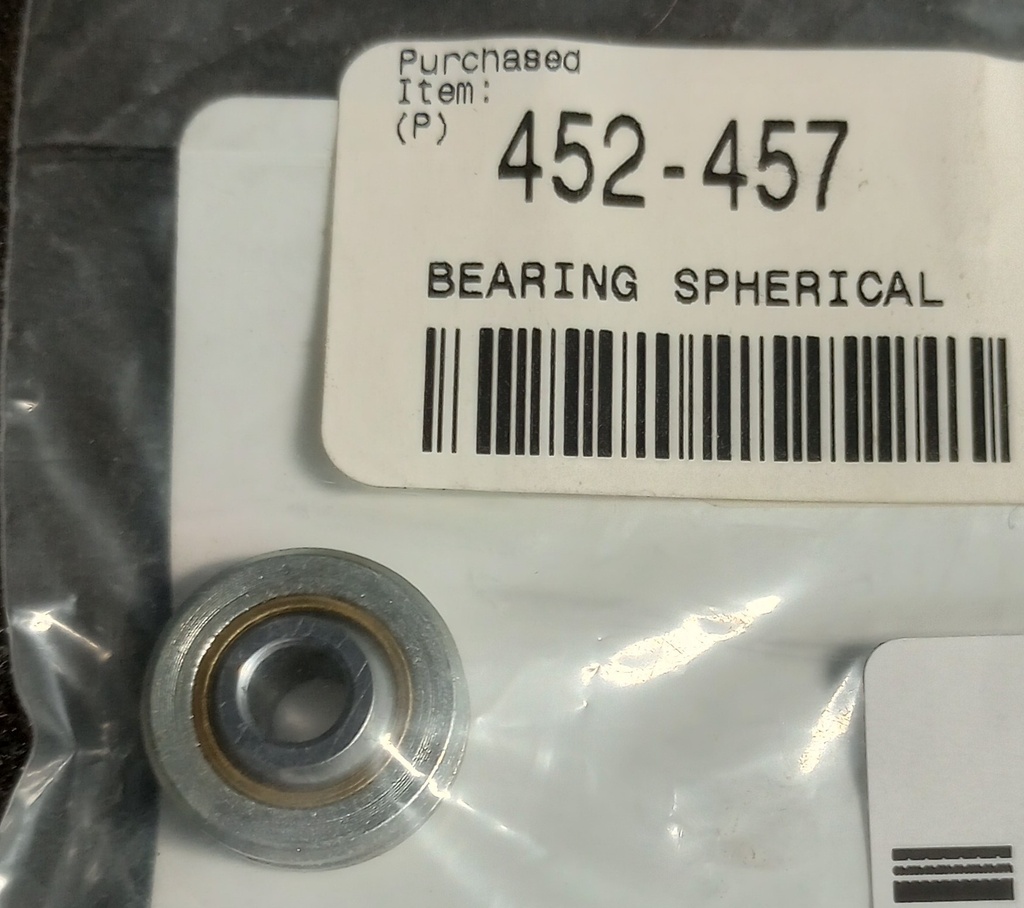 Purchased
Item:
(P)
452-457
BEARING SPHERICAL